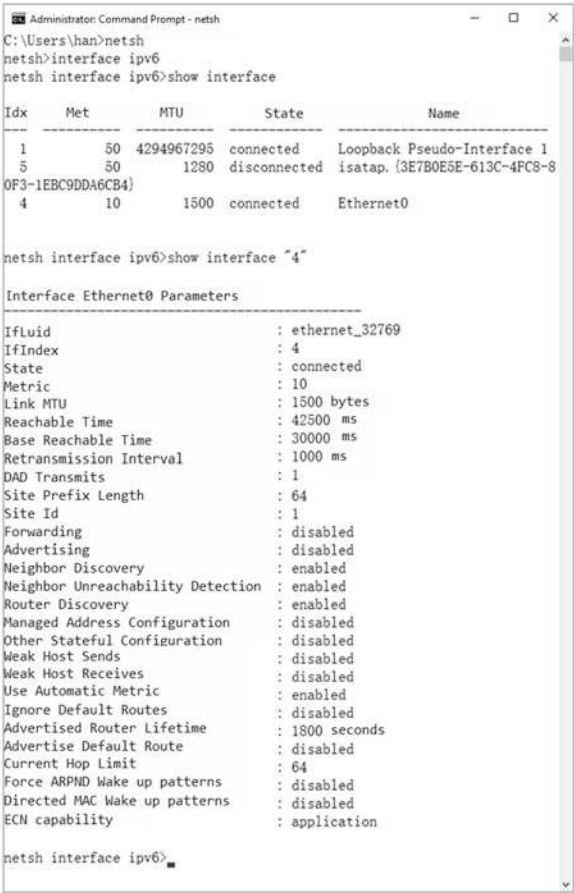 Administrator: Command Prompt - netsh
C:\Users\han>netsh
netsh>interface ipv6
netsh interface ipv6>show interface
Idx Met MTU State Name
--- ---------- ---------- ------------ ---------------------------
1 50 4294967295 connected Loopback Pseudo-Interface 1
5 50 1280 disconnected isatap.{3E7B0E5E-613C-4FC8-8
0F3-1EBC9DDA6CB4}
4 10 1500 connected Ethernet0
netsh interface ipv6>show interface "4"
Interface Ethernet0 Parameters
----------------------------------------------
IfLuid : ethernet_32769
IfIndex : 4
State : connected
Metric : 10
Link MTU : 1500 bytes
Reachable Time : 42500 ms
Base Reachable Time : 30000 ms
Retransmission Interval : 1000 ms
DAD Transmits : 1
Site Prefix Length : 64
Site Id : 1
Forwarding : disabled
Advertising : disabled
Neighbor Discovery : enabled
Neighbor Unreachability Detection : enabled
Router Discovery : enabled
Managed Address Configuration : disabled
Other Stateful Configuration : disabled
Weak Host Sends : disabled
Weak Host Receives : disabled
Use Automatic Metric : enabled
Ignore Default Routes : disabled
Advertised Router Lifetime : 1800 seconds
Advertise Default Route : disabled
Current Hop Limit : 64
Force ARPND Wake up patterns : disabled
Directed MAC Wake up patterns : disabled
ECN capability : application
netsh interface ipv6>